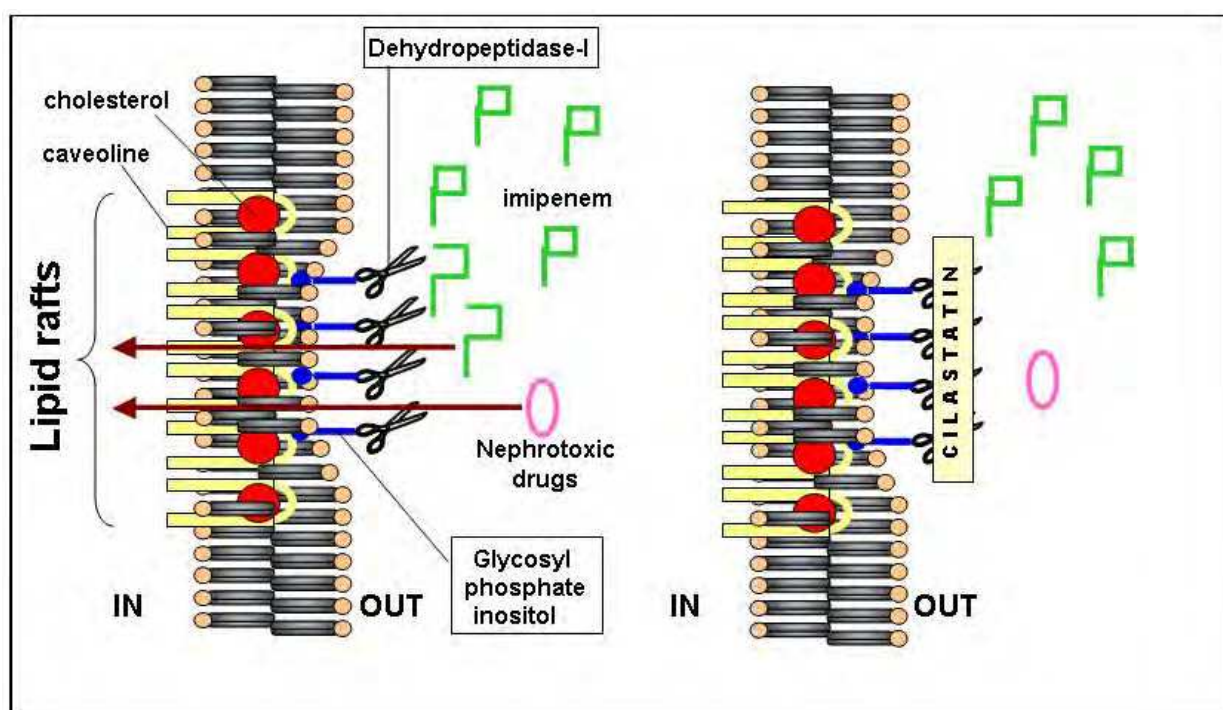 Dehydropeptidase-I
cholesterol
caveoline
imipenem
Lipid rafts
Nephrotoxic
drugs
Glycosyl
phosphate
inositol
IN
OUT
CILASTATIN
IN
OUT